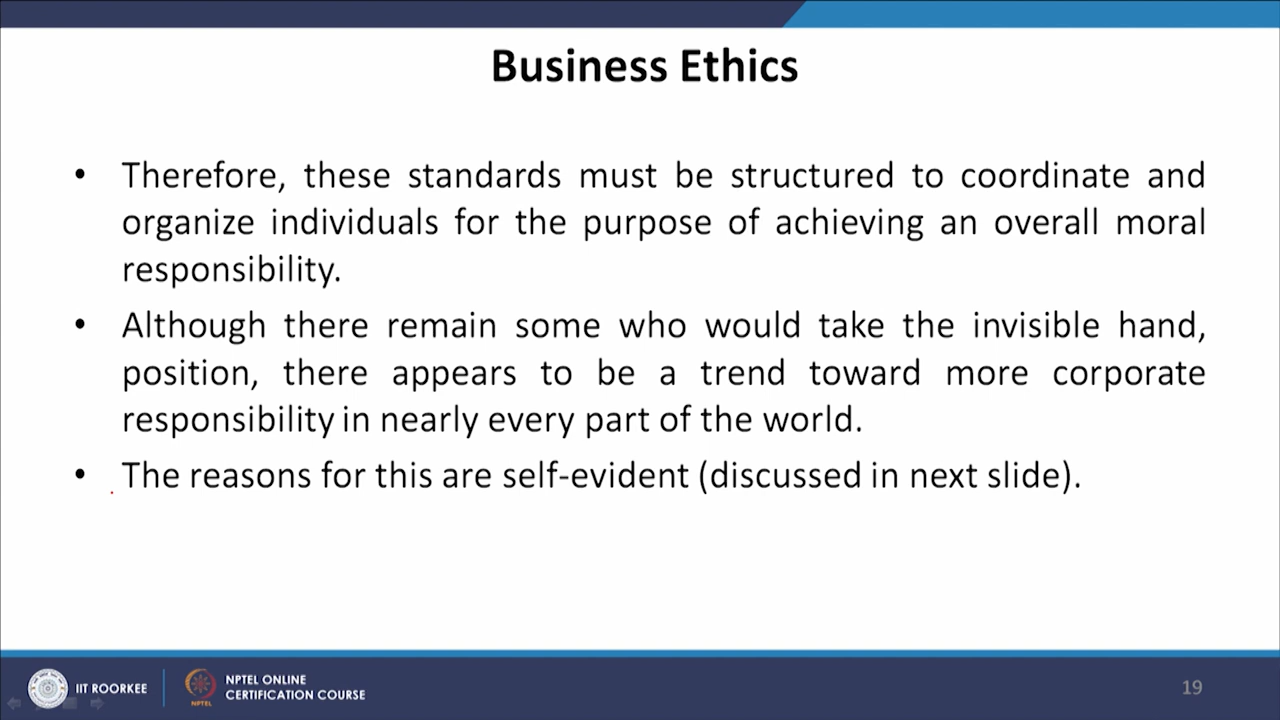 Business Ethics
• Therefore, these standards must be structured to coordinate and
organize individuals for the purpose of achieving an overall moral
responsibility.
• Although there remain some who would take the invisible hand,
position, there appears to be a trend toward more corporate
responsibility in nearly every part of the world.
• The reasons for this are self-evident (discussed in next slide).
IIT ROORKEE
NPTEL
NPTEL ONLINE
CERTIFICATION COURSE
19